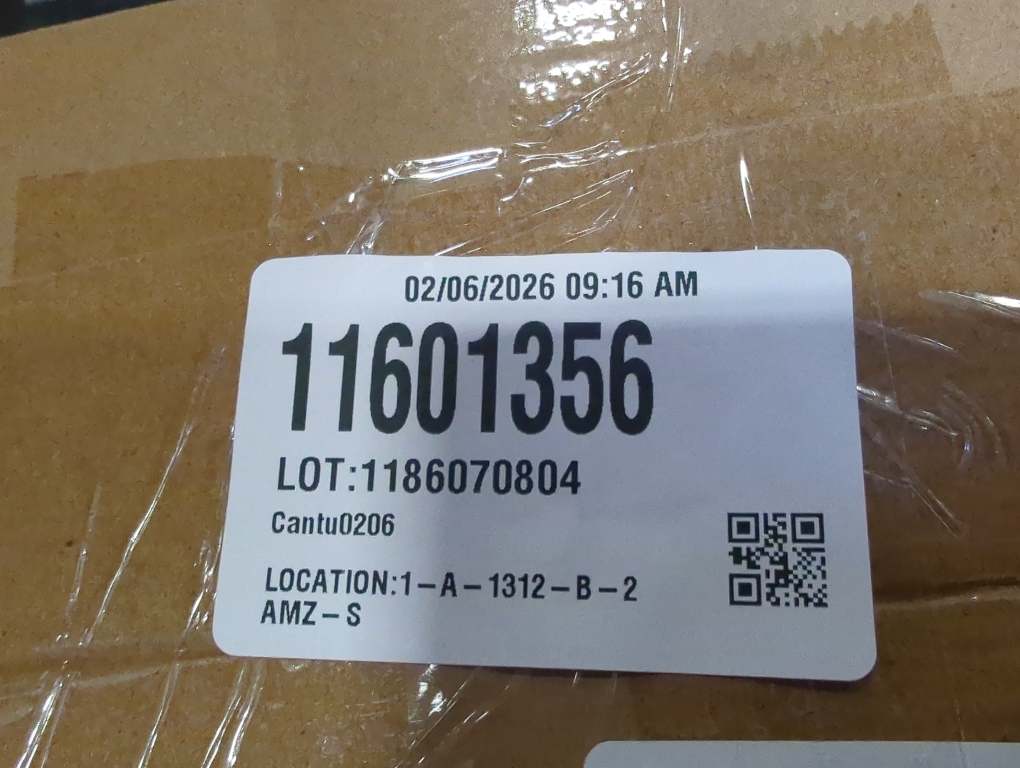 02/06/2026 09:16 AM
11601356
LOT:1186070804
Cantu0206
LOCATION:1-A-1312-B-2
AMZ-S